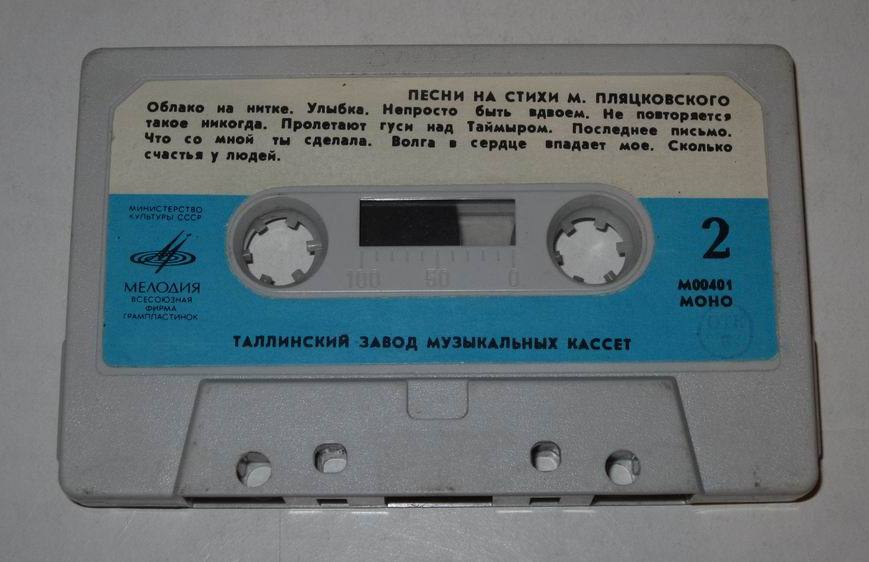 ПЕСНИ НА СТИХИ М. ПЛЯЦКОВСКОГО
Облако на нитке. Улыбка. Непросто быть вдвоем. Не повторяется
такое никогда. Пролетают гуси над Таймыром. Последнее письмо.
Что со мной ты сделала. Волга в сердце впадает мое. Сколько
счастья у людей.
МИНИСТЕРСТВО
КУЛЬТУРЫ СССР
МЕЛОДИЯ
ВСЕСОЮЗНАЯ
ФИРМА
ГРАМПЛАСТИНОК
100 50 0
2
М00401
МОНО
ТАЛЛИНСКИЙ ЗАВОД МУЗЫКАЛЬНЫХ КАССЕТ